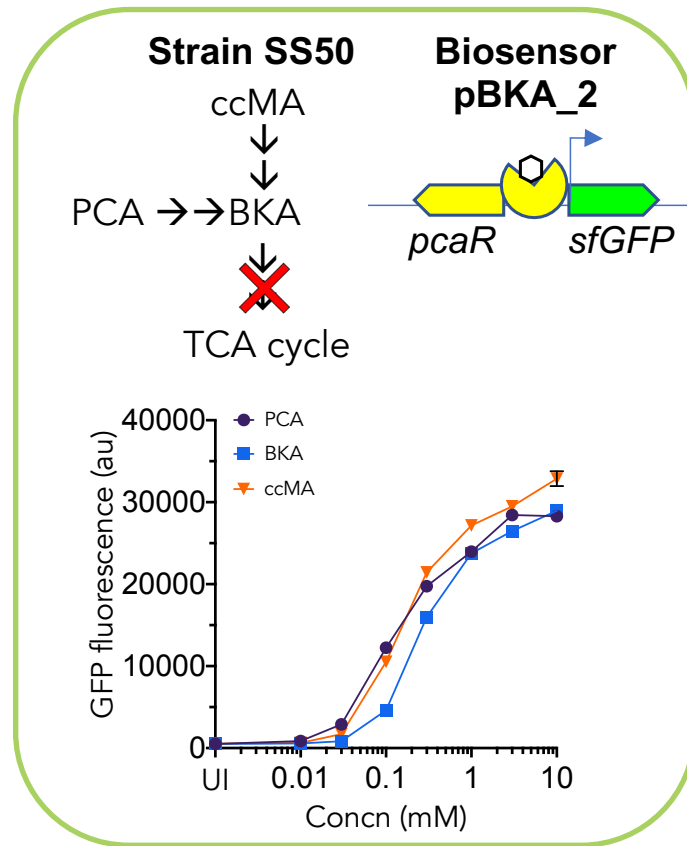 Strain SS50
ccMA
PCA →→BKA
TCA cycle
Biosensor
pBKA_2
pcaR
sfGFP
GFP fluorescence (au)
40000
30000
20000
10000
0
PCA
BKA
ccMA
UI 0.01 0.1 1 10
Concn (mM)